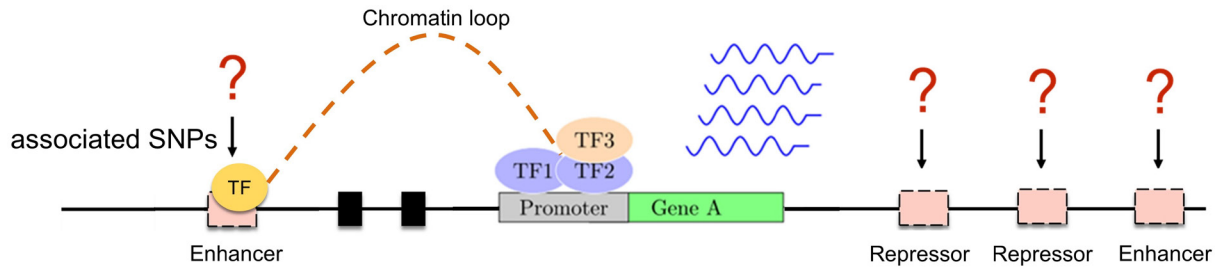 Chromatin loop
?
?
?
?
associated SNPs
TF3
TF1
TF2
TF
Promoter
Gene A
Enhancer
Repressor
Repressor
Enhancer